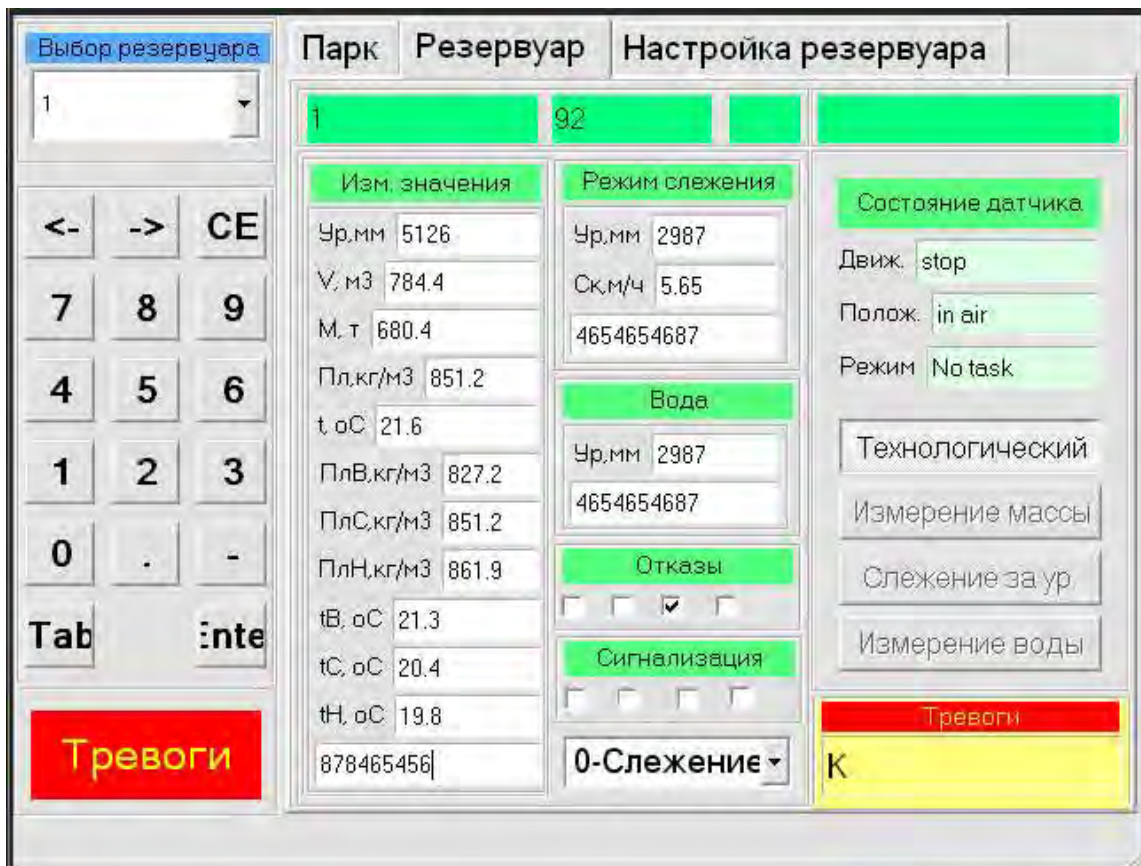 Выбор резервуара
1
<- -> CE
7 8 9
4 5 6
1 2 3
0 . -
Tab Ente
Тревоги
Парк Резервуар Настройка резервуара
1 92
Изм. значения
Ур,мм 5126
V, м3 784.4
М, т 680.4
Пл,кг/м3 851.2
t, оС 21.6
ПлВ,кг/м3 827.2
ПлС,кг/м3 851.2
ПлН,кг/м3 861.9
tВ, оС 21.3
tС, оС 20.4
tН, оС 19.8
878465456
Режим слежения
Ур,мм 2987
Ск,м/ч 5.65
4654654687
Вода
Ур,мм 2987
4654654687
Отказы
Сигнализация
0-Слежение
Состояние датчика
Движ. stop
Полож. in air
Режим No task
Технологический
Измерение массы
Слежение за ур
Измерение воды
Тревоги
К